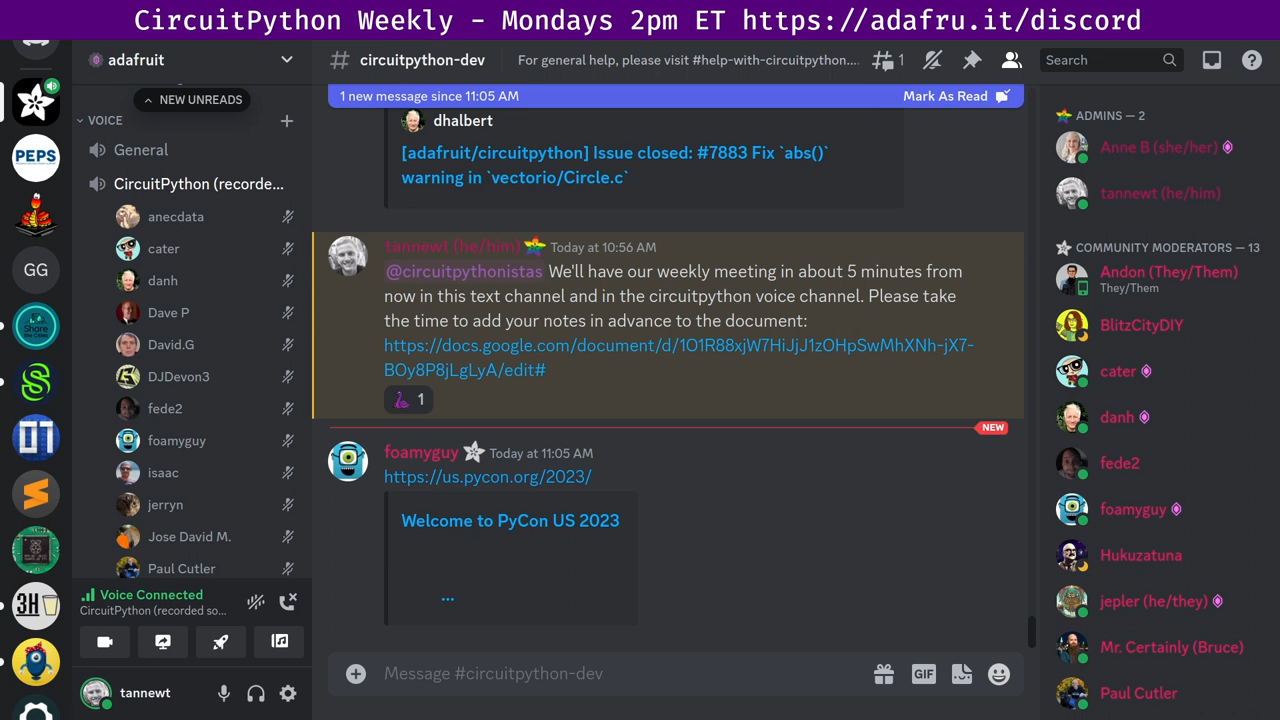 CircuitPython Weekly - Mondays 2pm ET https://adafru.it/discord
adafruit
circuitpython-dev
For general help, please visit #help-with-circuitpython....
1
Search
NEW UNREADS
VOICE
General
CircuitPython (recorde...
anecdata
cater
danh
Dave P
David.G
DJDevon3
fede2
foamyguy
isaac
jerryn
Jose David M.
Paul Cutler
Voice Connected
CircuitPython (recorded so...
tannewt
PEPS
GG
Share the Cities
3H
1 new message since 11:05 AM
Mark As Read
dhalbert
[adafruit/circuitpython] Issue closed: #7883 Fix `abs()`
warning in `vectorio/Circle.c`
tannewt (he/him) Today at 10:56 AM
@circuitpythonistas We'll have our weekly meeting in about 5 minutes from
now in this text channel and in the circuitpython voice channel. Please take
the time to add your notes in advance to the document:
https://docs.google.com/document/d/1O1R88xjW7HiJjJ1zOHpSwMhXNh-jX7-
BOy8P8jLgLyA/edit#
1
NEW
foamyguy Today at 11:05 AM
https://us.pycon.org/2023/
Welcome to PyCon US 2023
...
Message #circuitpython-dev
GIF
ADMINS — 2
Anne B (she/her)
tannewt (he/him)
COMMUNITY MODERATORS — 13
Andon (They/Them)
They/Them
BlitzCityDIY
cater
danh
fede2
foamyguy
Hukuzatuna
jepler (he/they)
Mr. Certainly (Bruce)
Paul Cutler